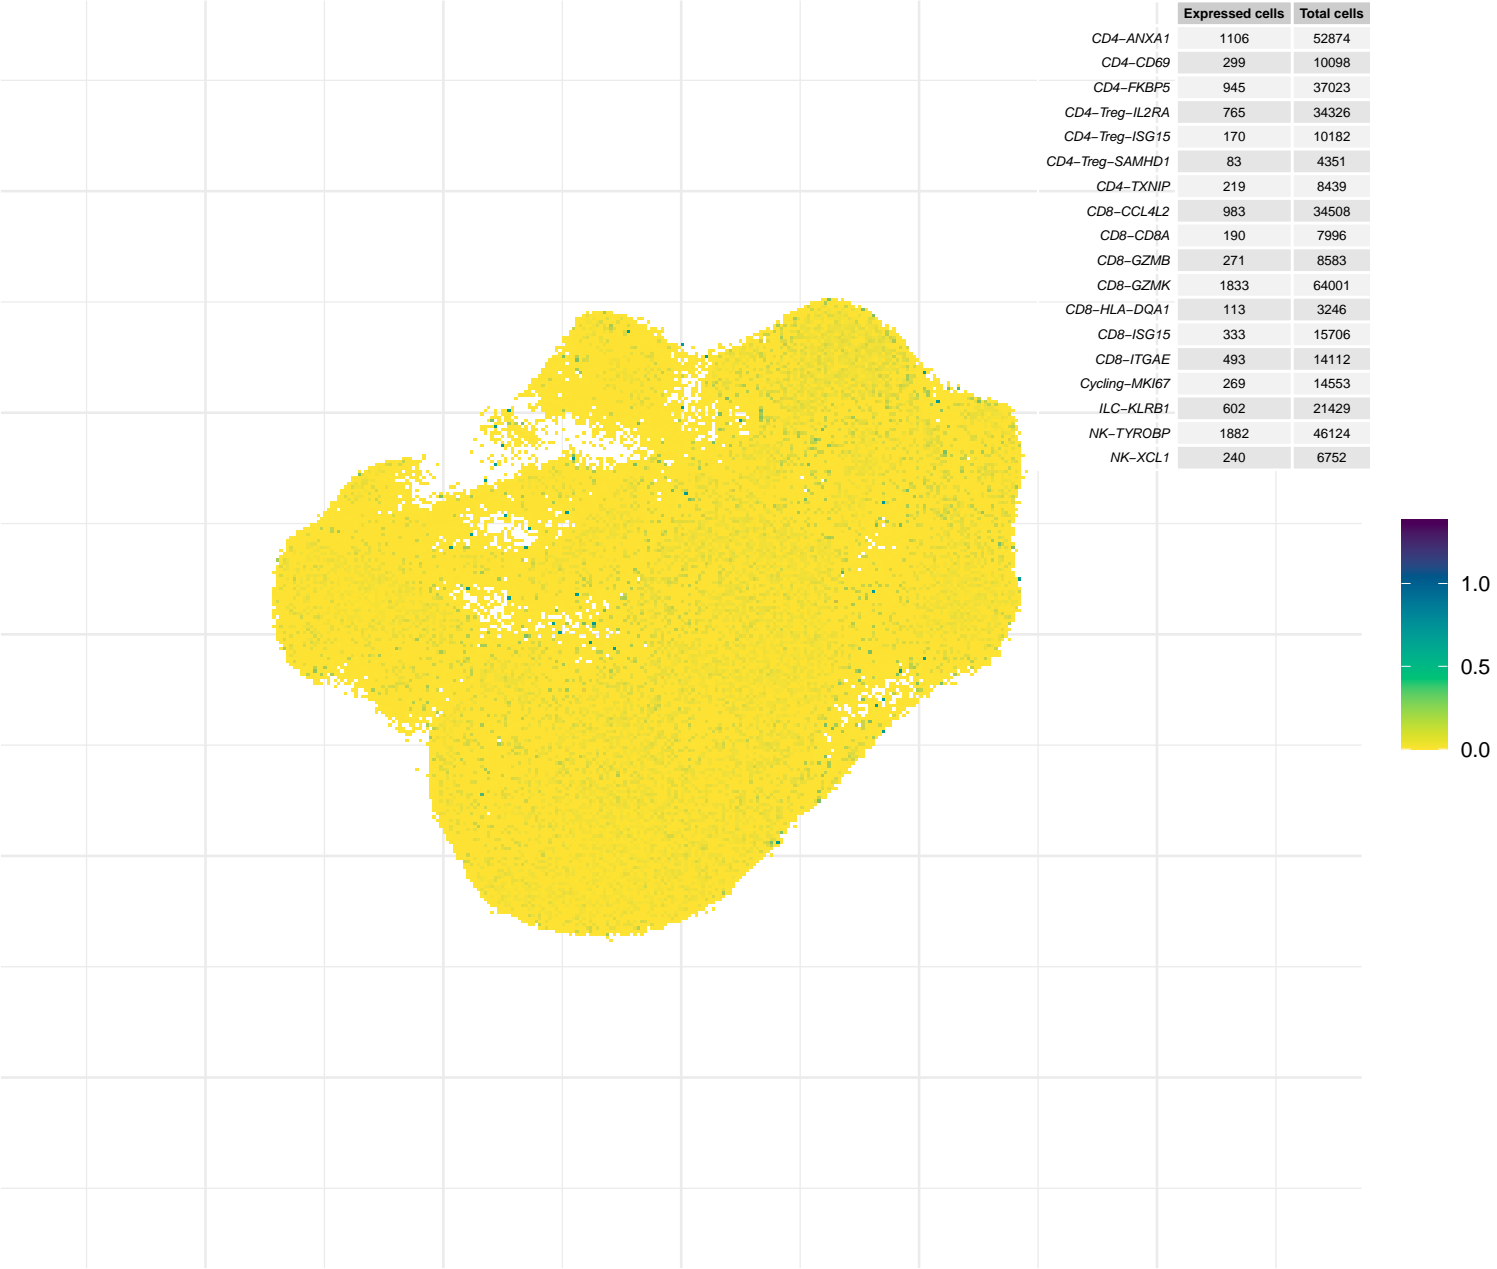 Expressed cells Total cells
CD4−ANXA1 1106 52874
CD4−CD69 299 10098
CD4−FKBP5 945 37023
CD4−Treg−IL2RA 765 34326
CD4−Treg−ISG15 170 10182
CD4−Treg−SAMHD1 83 4351
CD4−TXNIP 219 8439
CD8−CCL4L2 983 34508
CD8−CD8A 190 7996
CD8−GZMB 271 8583
CD8−GZMK 1833 64001
CD8−HLA−DQA1 113 3246
CD8−ISG15 333 15706
CD8−ITGAE 493 14112
Cycling−MKI67 269 14553
ILC−KLRB1 602 21429
NK−TYROBP 1882 46124
NK−XCL1 240 6752
1.0
0.5
0.0